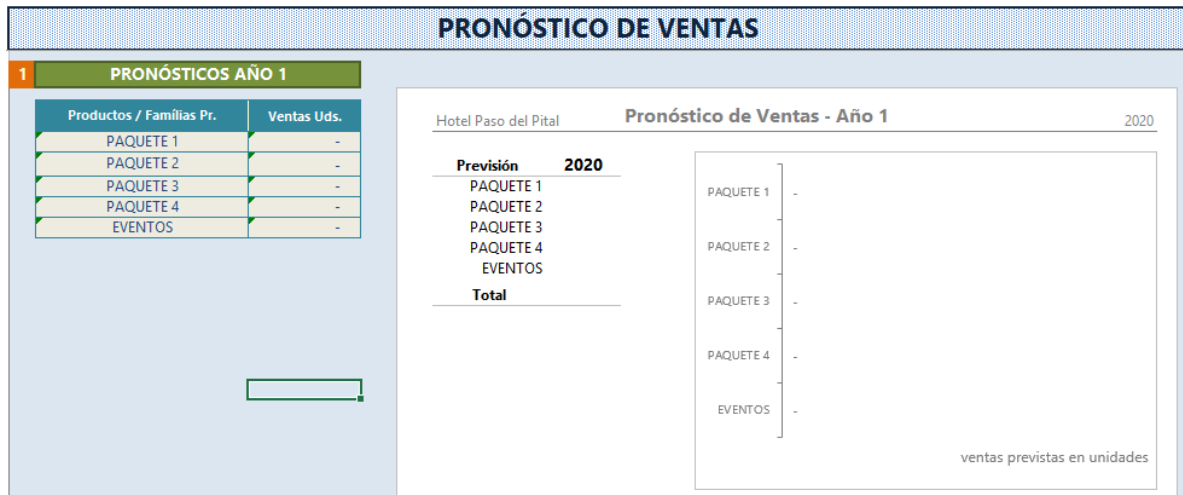 PRONÓSTICO DE VENTAS
1 PRONÓSTICOS AÑO 1
Productos / Famílias Pr. Ventas Uds.
PAQUETE 1 -
PAQUETE 2 -
PAQUETE 3 -
PAQUETE 4 -
EVENTOS -
Hotel Paso del Pital Pronóstico de Ventas - Año 1 2020
Previsión 2020
PAQUETE 1
PAQUETE 2
PAQUETE 3
PAQUETE 4
EVENTOS
Total
PAQUETE 1 -
PAQUETE 2 -
PAQUETE 3 -
PAQUETE 4 -
EVENTOS -
ventas previstas en unidades